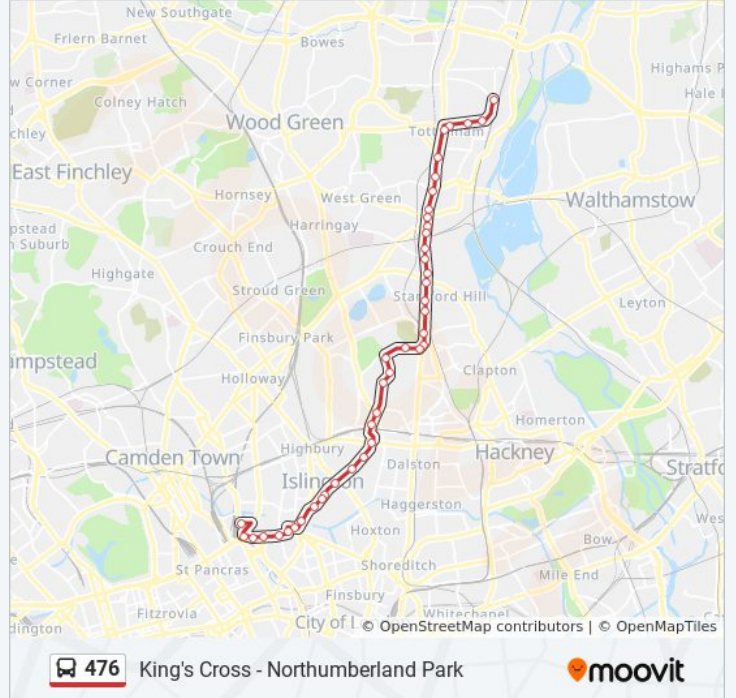 New Southgate
Friern Barnet
Bowes
Highams P
w Corner
Colney Hatch
Hale
chley
Wood Green
Tottenham
East Finchley
Hornsey
West Green
Walthamstow
pstead
n Suburb
Harringay
Crouch End
Highgate
Stroud Green
Stamford Hill
Leyton
Finsbury Park
ampstead
Holloway
Clapton
Homerton
Highbury
Camden Town
Dalston
Hackney
Stratfo
Islington
Haggerston
Wes
Hoxton
Bow
St Pancras
Shoreditch
Mile End
Finsbury
Fitzrovia
Whitechapel
dington
City of L
© OpenStreetMap contributors | © OpenMapTiles
476 King's Cross - Northumberland Park
moovit